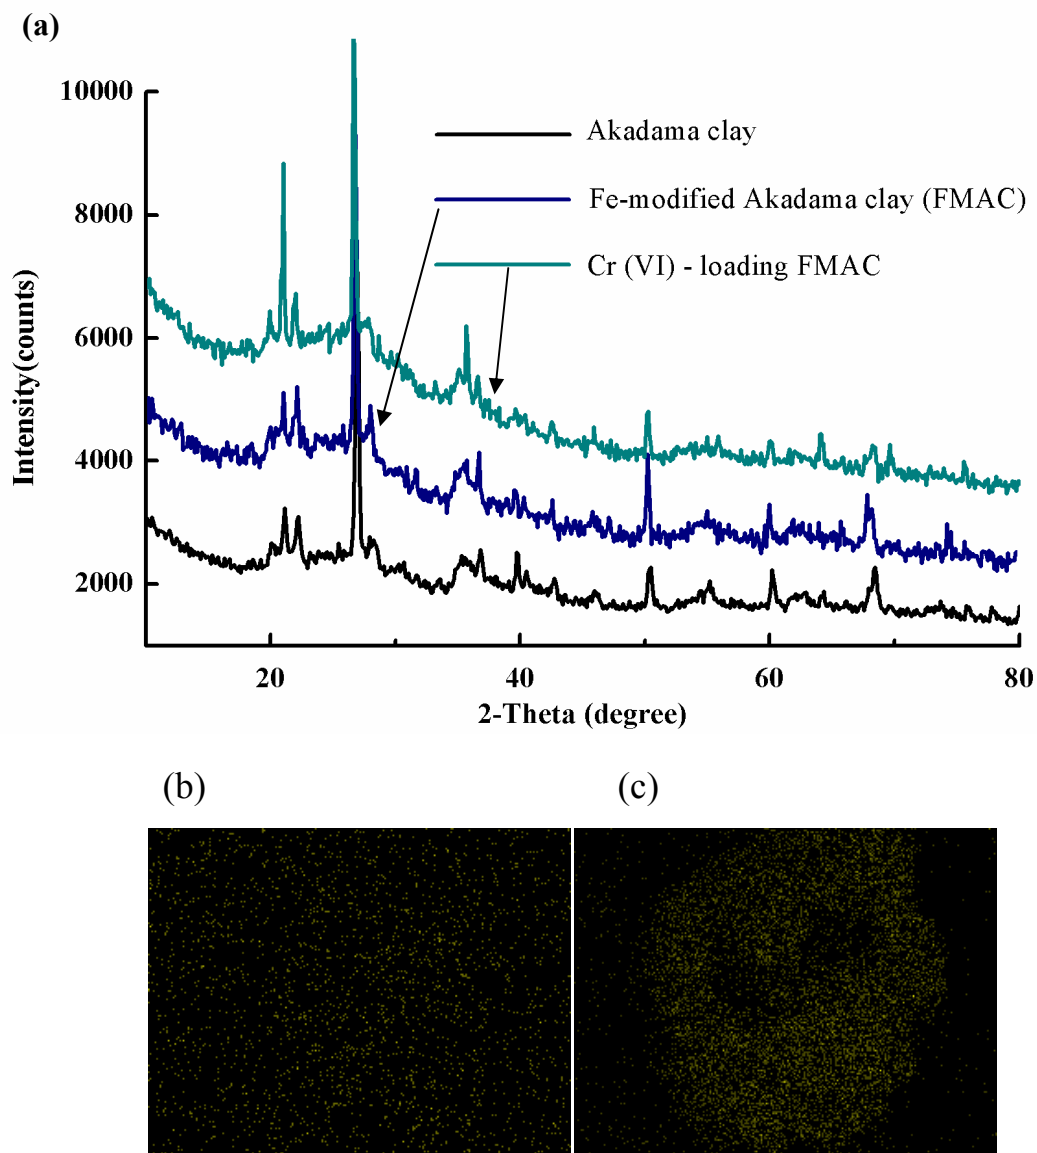 (a)
10000
8000
6000
4000
2000
Intensity(counts)
Akadama clay
Fe-modified Akadama clay (FMAC)
Cr (VI) - loading FMAC
20
40
60
80
2-Theta (degree)
(b)
(c)